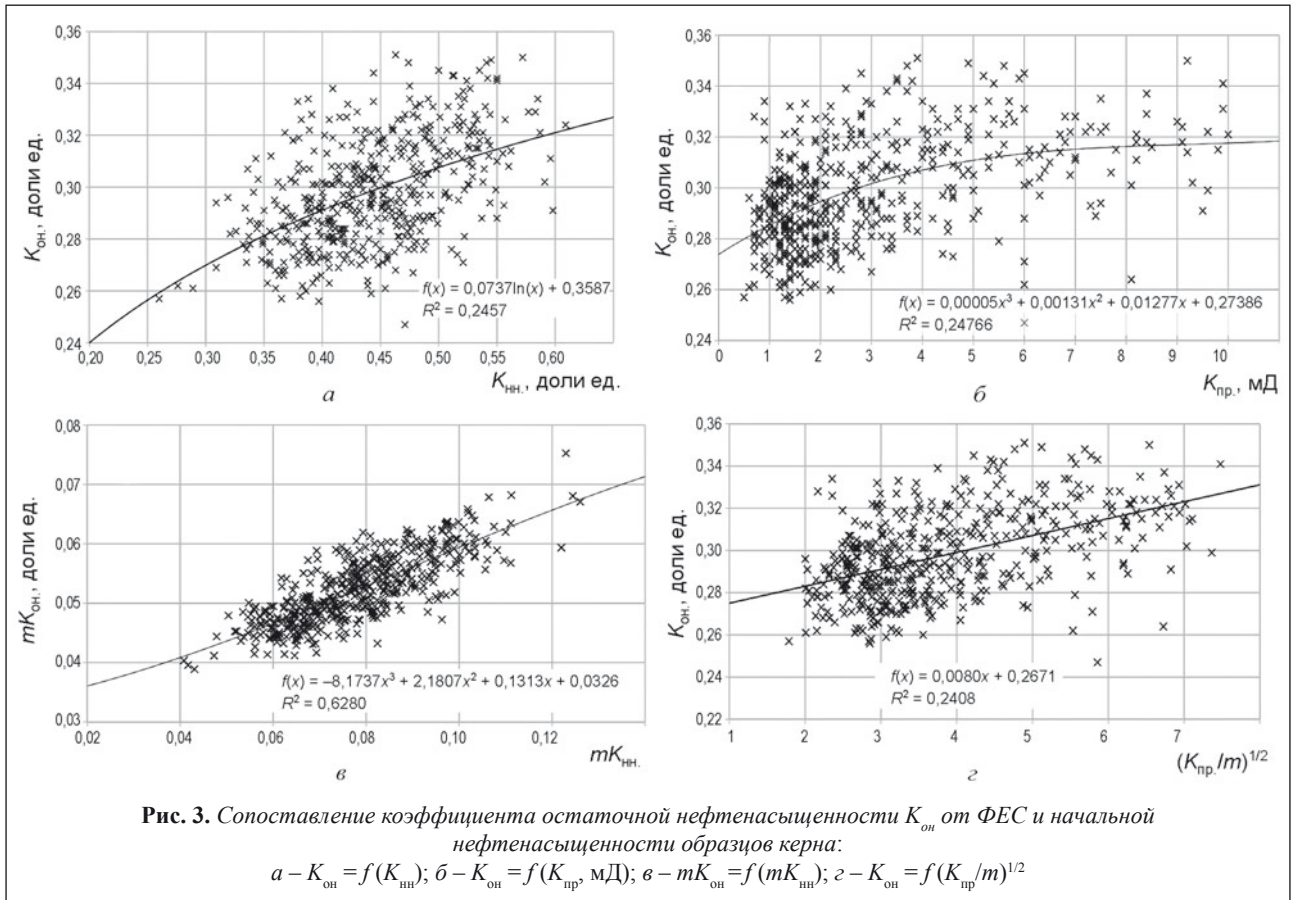 0,36
0,34
0,32
0,30
0,28
0,26
0,24
Kон., доли ед.
f(x) = 0,0737ln(x) + 0,3587
R² = 0,2457
0,20 0,25 0,30 0,35 0,40 0,45 0,50 0,55 0,60
Kнн., доли ед.
а
0,36
0,34
0,32
0,30
0,28
0,26
0,24
Kон., доли ед.
f(x) = 0,00005x³ + 0,00131x² + 0,01277x + 0,27386
R² = 0,24766
0 1 2 3 4 5 6 7 8 9 10
Kпр., мД
б
0,08
0,07
0,06
0,05
0,04
0,03
mKон., доли ед.
f(x) = –8,1737x³ + 2,1807x² + 0,1313x + 0,0326
R² = 0,6280
0,02 0,04 0,06 0,08 0,10 0,12
mKнн.
в
0,36
0,34
0,32
0,30
0,28
0,26
0,24
0,22
Kон., доли ед.
f(x) = 0,0080x + 0,2671
R² = 0,2408
1 2 3 4 5 6 7
(Kпр./m)1/2
г
Рис. 3. Сопоставление коэффициента остаточной нефтенасыщенности Kон от ФЕС и начальной
нефтенасыщенности образцов керна:
а – Kон = f (Kнн); б – Kон = f (Kпр, мД); в – mKон = f (mKнн); г – Kон = f (Kпр/m)1/2